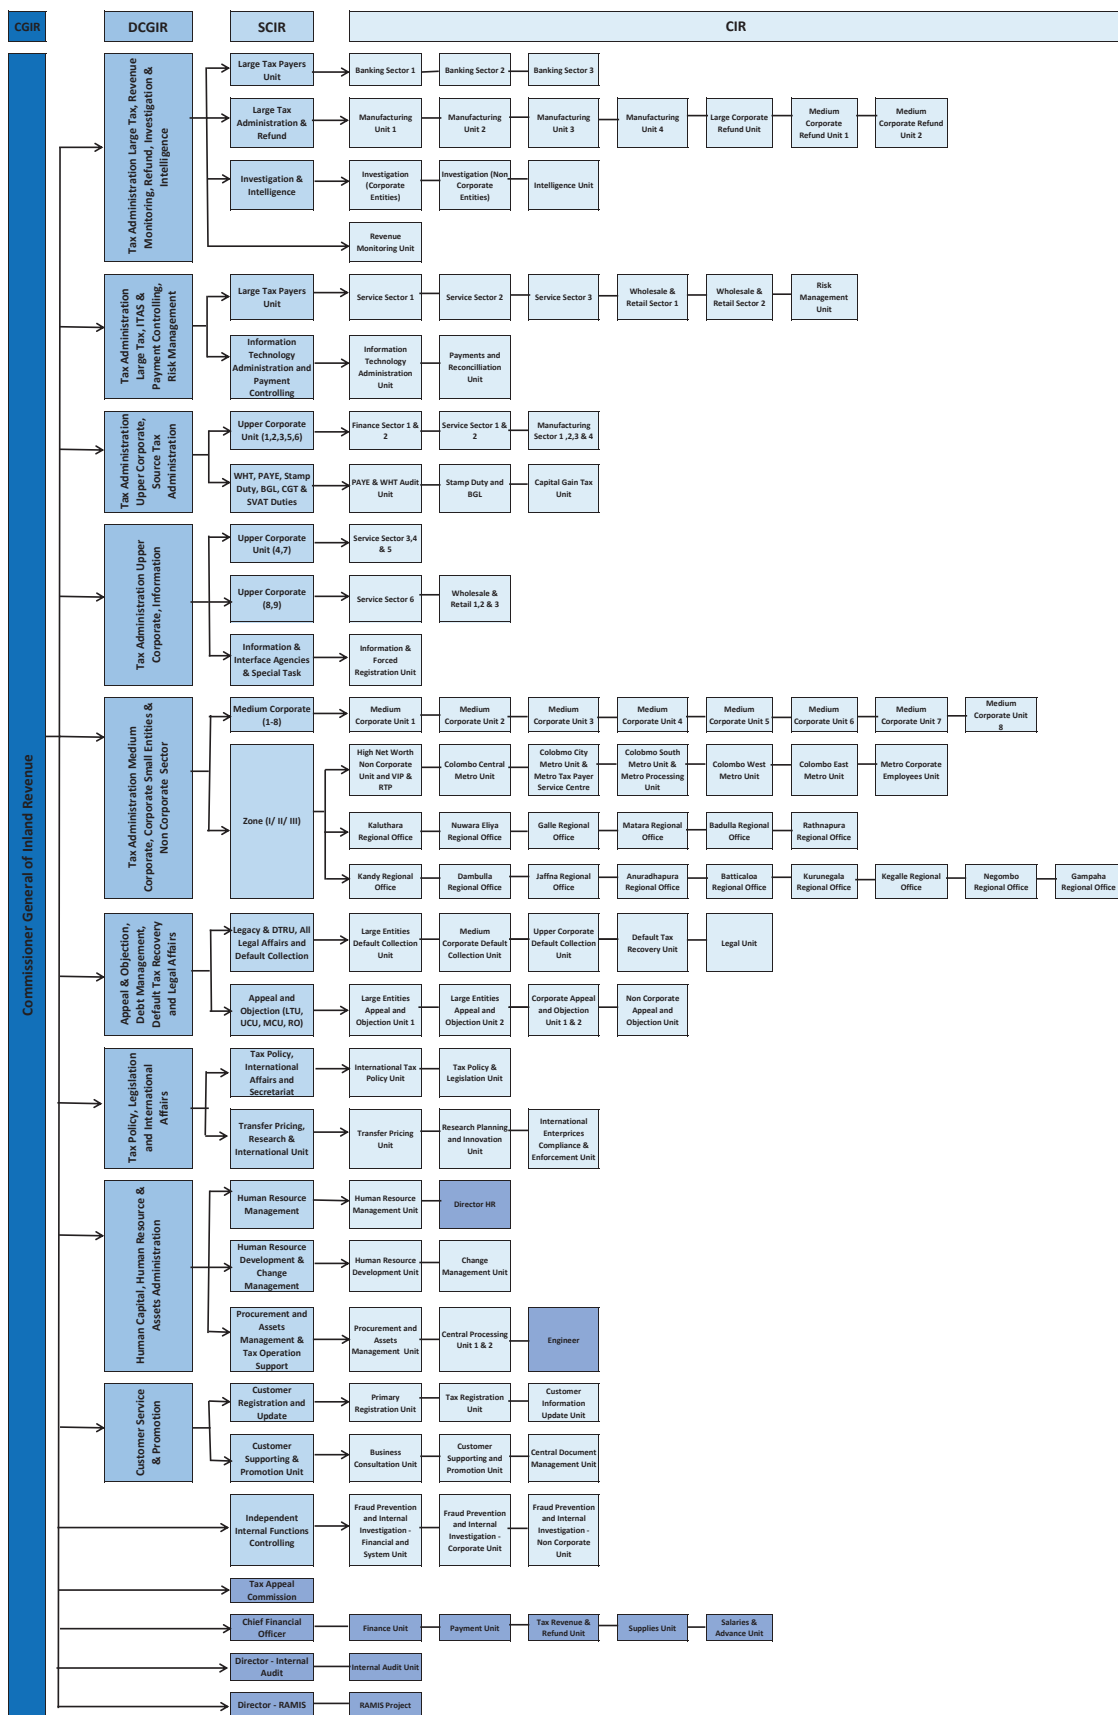 CGIR
DCGIR
SCIR
CIR
Commissioner General of Inland Revenue
Tax Administration Large Tax, Revenue
Monitoring, Refund, Investigation &
Intelligence
Large Tax Payers
Unit
Banking Sector 1
Banking Sector 2
Banking Sector 3
Large Tax
Administration &
Refund
Manufacturing
Unit 1
Manufacturing
Unit 2
Manufacturing
Unit 3
Manufacturing
Unit 4
Large Corporate
Refund Unit
Medium
Corporate
Refund Unit 1
Medium
Corporate Refund
Unit 2
Investigation &
Intelligence
Investigation
(Corporate
Entities)
Investigation (Non
Corporate
Entities)
Intelligence Unit
Revenue
Monitoring Unit
Tax Administration
Large Tax, ITAS &
Payment Controlling,
Risk Management
Large Tax Payers
Unit
Service Sector 1
Service Sector 2
Service Sector 3
Wholesale &
Retail Sector 1
Wholesale &
Retail Sector 2
Risk
Management
Unit
Information
Technology
Administration and
Payment
Controlling
Information
Technology
Administration
Unit
Payments and
Reconcilliation
Unit
Tax Administration
Upper Corporate,
Source Tax
Administration
Upper Corporate
Unit (1,2,3,5,6)
Finance Sector 1 &
2
Service Sector 1 &
2
Manufacturing
Sector 1 ,2,3 & 4
WHT, PAYE, Stamp
Duty, BGL, CGT &
SVAT Duties
PAYE & WHT Audit
Unit
Stamp Duty and
BGL
Capital Gain Tax
Unit
Tax Administration Upper
Corporate, Information
Upper Corporate
Unit (4,7)
Service Sector 3,4
& 5
Upper Corporate
(8,9)
Service Sector 6
Wholesale &
Retail 1,2 & 3
Information &
Interface Agencies
& Special Task
Information &
Forced
Registration Unit
Tax Administration Medium
Corporate, Corporate Small Entities &
Non Corporate Sector
Medium Corporate
(1-8)
Medium
Corporate Unit 1
Medium
Corporate Unit 2
Medium
Corporate Unit 3
Medium
Corporate Unit 4
Medium
Corporate Unit 5
Medium
Corporate Unit 6
Medium
Corporate Unit 7
Medium
Corporate Unit
8
Zone (I/ II/ III)
High Net Worth
Non Corporate
Unit and VIP &
RTP
Colombo Central
Metro Unit
Colobmo City
Metro Unit &
Metro Tax Payer
Service Centre
Colobmo South
Metro Unit &
Metro Processing
Unit
Colombo West
Metro Unit
Colombo East
Metro Unit
Metro Corporate
Employees Unit
Kaluthara
Regional Office
Nuwara Eliya
Regional Office
Galle Regional
Office
Matara Regional
Office
Badulla Regional
Office
Rathnapura
Regional Office
Kandy Regional
Office
Dambulla
Regional Office
Jaffna Regional
Office
Anuradhapura
Regional Office
Batticaloa
Regional Office
Kurunegala
Regional Office
Kegalle Regional
Office
Negombo
Regional Office
Gampaha
Regional Office
Appeal & Objection,
Debt Management,
Default Tax Recovery
and Legal Affairs
Legacy & DTRU, All
Legal Affairs and
Default Collection
Large Entities
Default Collection
Unit
Medium
Corporate Default
Collection Unit
Upper Corporate
Default Collection
Unit
Default Tax
Recovery Unit
Legal Unit
Appeal and
Objection (LTU,
UCU, MCU, RO)
Large Entities
Appeal and
Objection Unit 1
Large Entities
Appeal and
Objection Unit 2
Corporate Appeal
and Objection
Unit 1 & 2
Non Corporate
Appeal and
Objection Unit
Tax Policy, Legislation
and International
Affairs
Tax Policy,
International
Affairs and
Secretariat
International Tax
Policy Unit
Tax Policy &
Legislation Unit
Transfer Pricing,
Research &
International Unit
Transfer Pricing
Unit
Research Planning
and Innovation
Unit
International
Enterprices
Compliance &
Enforcement Unit
Human Capital, Human Resource &
Assets Administration
Human Resource
Management
Human Resource
Management Unit
Director HR
Human Resource
Development &
Change
Management
Human Resource
Development Unit
Change
Management Unit
Procurement and
Assets
Management &
Tax Operation
Support
Procurement and
Assets
Management Unit
Central Processing
Unit 1 & 2
Engineer
Customer Service
& Promotion
Customer
Registration and
Update
Primary
Registration Unit
Tax Registration
Unit
Customer
Information
Update Unit
Customer
Supporting &
Promotion Unit
Business
Consultation Unit
Customer
Supporting and
Promotion Unit
Central Document
Management Unit
Independent
Internal Functions
Controlling
Fraud Prevention
and Internal
Investigation -
Financial and
System Unit
Fraud Prevention
and Internal
Investigation -
Corporate Unit
Fraud Prevention
and Internal
Investigation -
Non Corporate
Unit
Tax Appeal
Commission
Chief Financial
Officer
Finance Unit
Payment Unit
Tax Revenue &
Refund Unit
Supplies Unit
Salaries &
Advance Unit
Director - Internal
Audit
Internal Audit Unit
Director - RAMIS
RAMIS Project